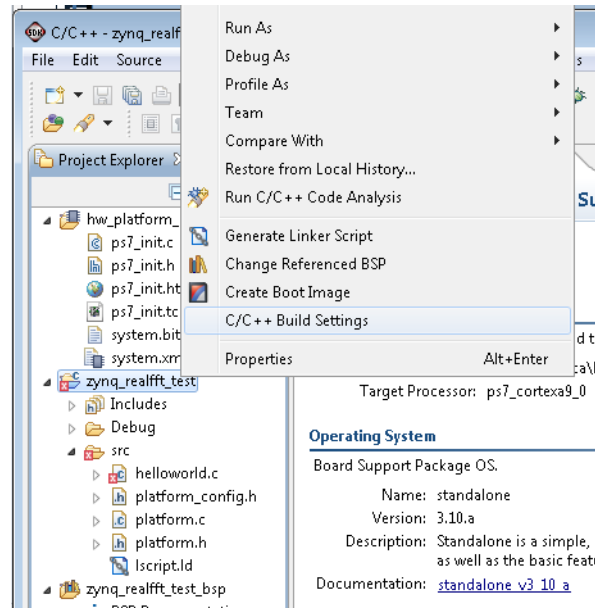 C/C++ - zynq_realf
File Edit Source
s
Project Explorer
hw_platform_
ps7_init.c
ps7_init.h
ps7_init.ht
ps7_init.tc
system.bit
system.xm
zynq_realfft_test
Includes
Debug
src
helloworld.c
platform_config.h
platform.c
platform.h
lscript.ld
zynq_realfft_test_bsp
Run As
Debug As
Profile As
Team
Compare With
Restore from Local History...
Run C/C++ Code Analysis
Generate Linker Script
Change Referenced BSP
Create Boot Image
C/C++ Build Settings
Properties Alt+Enter
Su
d t
Target Processor: ps7_cortexa9_0
Operating System
Board Support Package OS.
Name: standalone
Version: 3.10.a
Description: Standalone is a simple,
as well as the basic feat
Documentation: standalone_v3_10_a